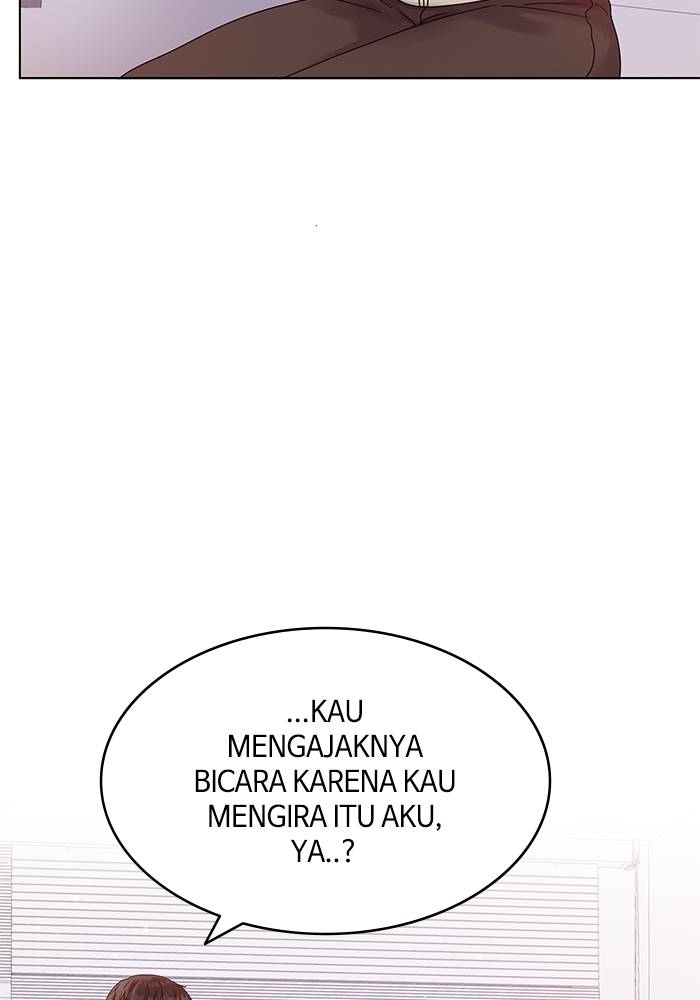 ...KAU
MENGAJAKNYA
BICARA KARENA KAU
MENGIRA ITU AKU,
YA..?